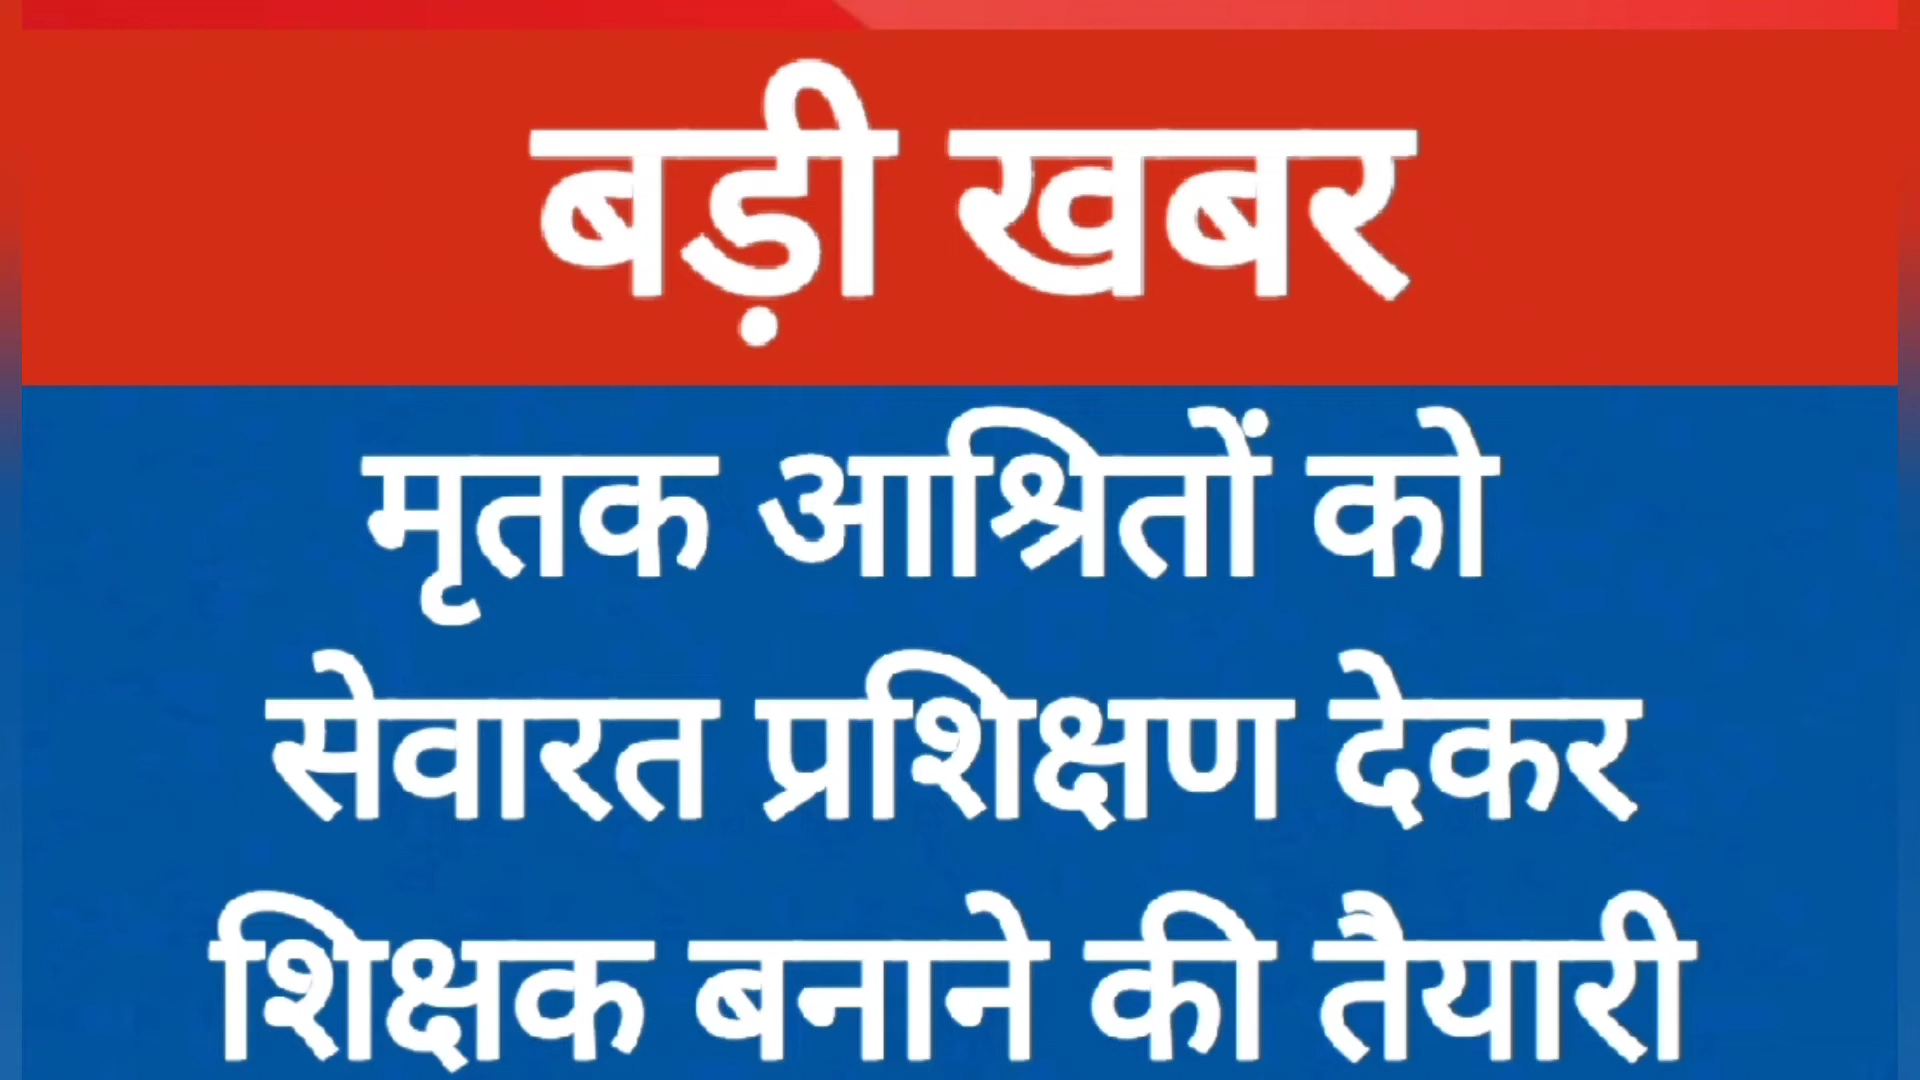 बड़ी खबर
मृतक आश्रितों को
सेवारत प्रशिक्षण देकर
शिक्षक बनाने की तैयारी